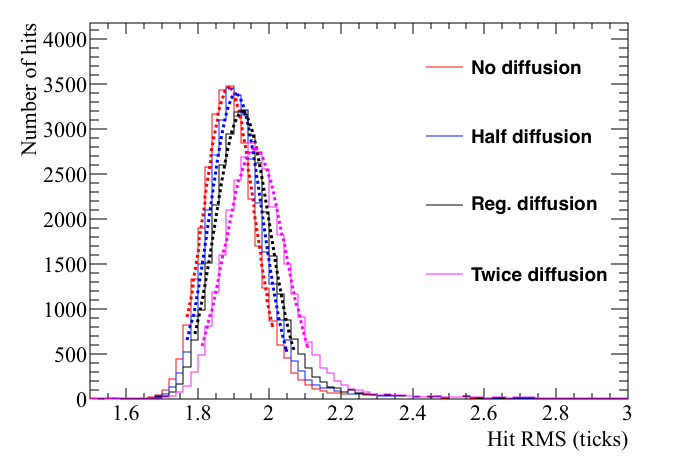 Number of hits
4000
3500
3000
2500
2000
1500
1000
500
0
No diffusion
Half diffusion
Reg. diffusion
Twice diffusion
1.6 1.8 2 2.2 2.4 2.6 2.8 3
Hit RMS (ticks)